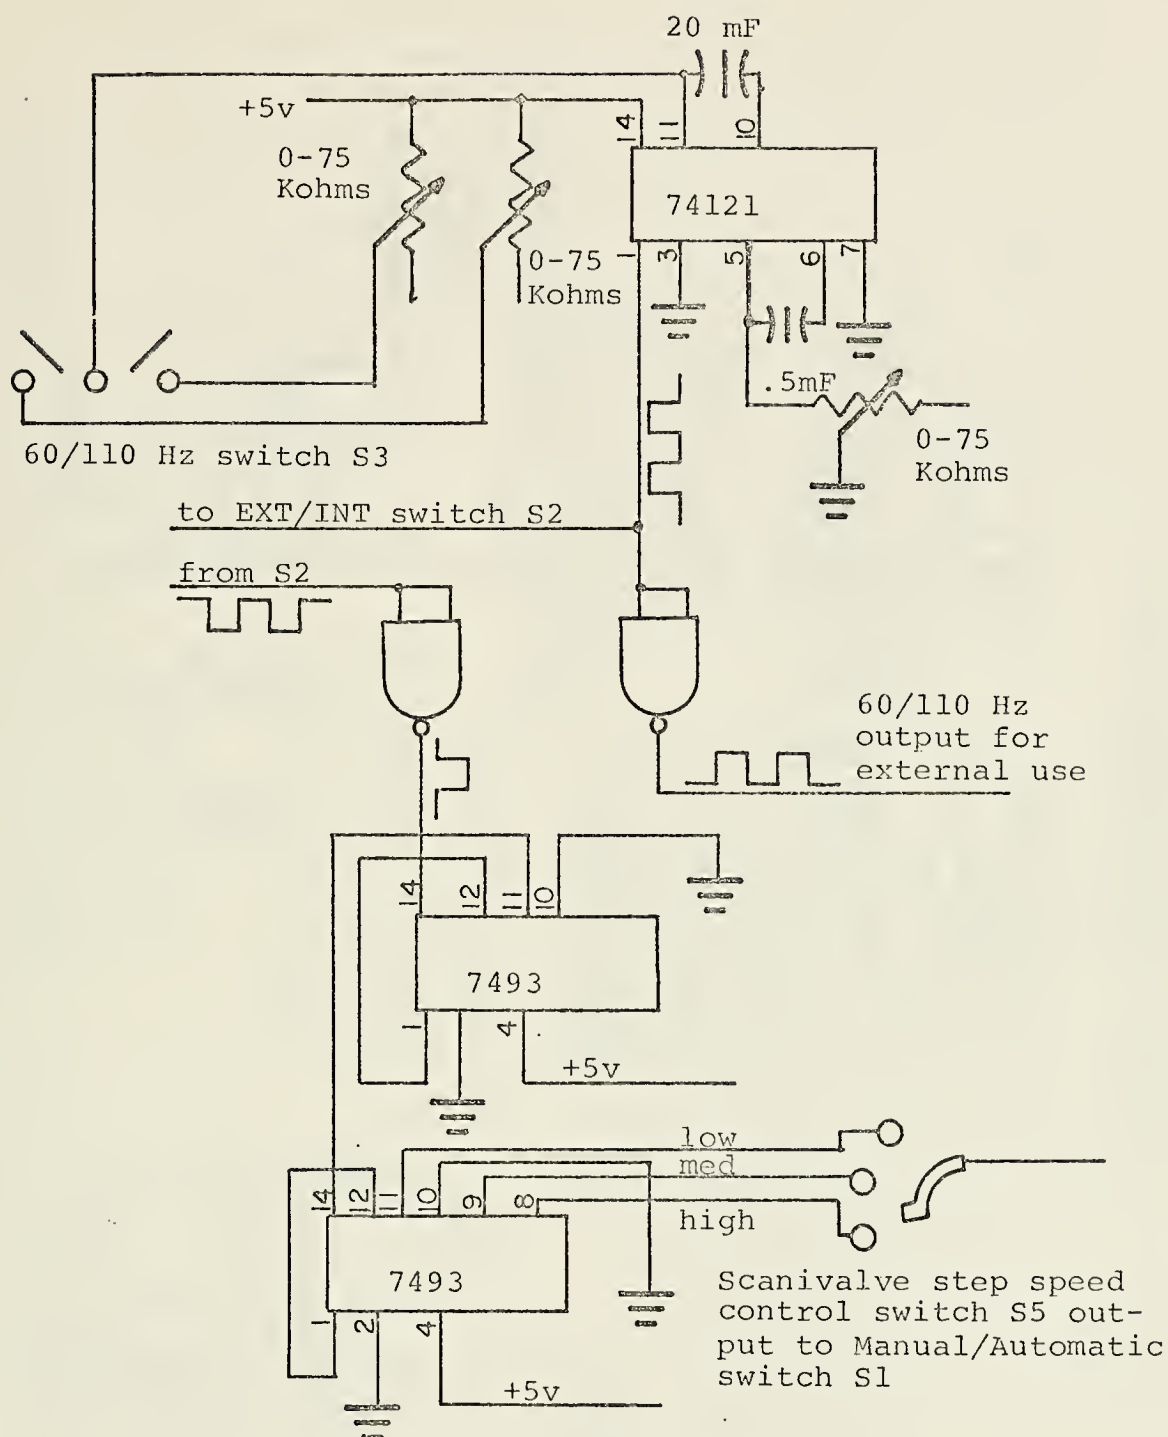 20 mF
+5v
14
11
10
0-75
Kohms
74121
0-75
Kohms
1
3
5
6
7
.5mF
0-75
Kohms
60/110 Hz switch S3
to EXT/INT switch S2
from S2
60/110 Hz
output for
external use
14
12
11
10
7493
1
4
+5v
low
med
high
14
12
11
10
9
8
7493
1
2
4
+5v
Scanivalve step speed
control switch S5 out-
put to Manual/Automatic
switch S1